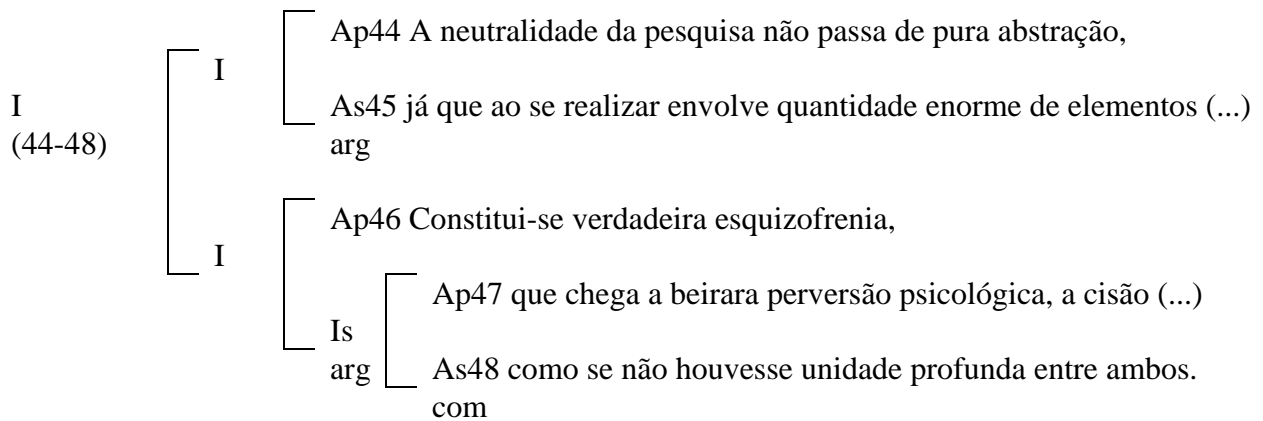 Ap44 A neutralidade da pesquisa não passa de pura abstração,
I
I
As45 já que ao se realizar envolve quantidade enorme de elementos (...)
(44-48)
arg
Ap46 Constitui-se verdadeira esquizofrenia,
I
Ap47 que chega a beirara perversão psicológica, a cisão (...)
Is
arg
As48 como se não houvesse unidade profunda entre ambos.
com